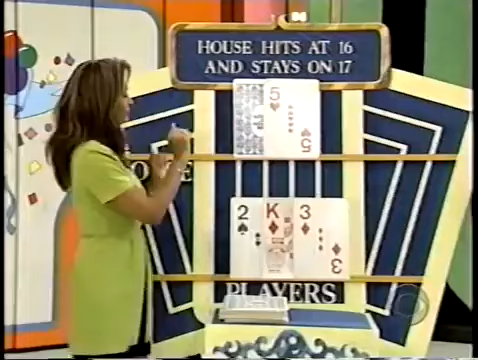 HOUSE HITS AT 16
AND STAYS ON 17
5
5
2 K 3
3
PLAYERS